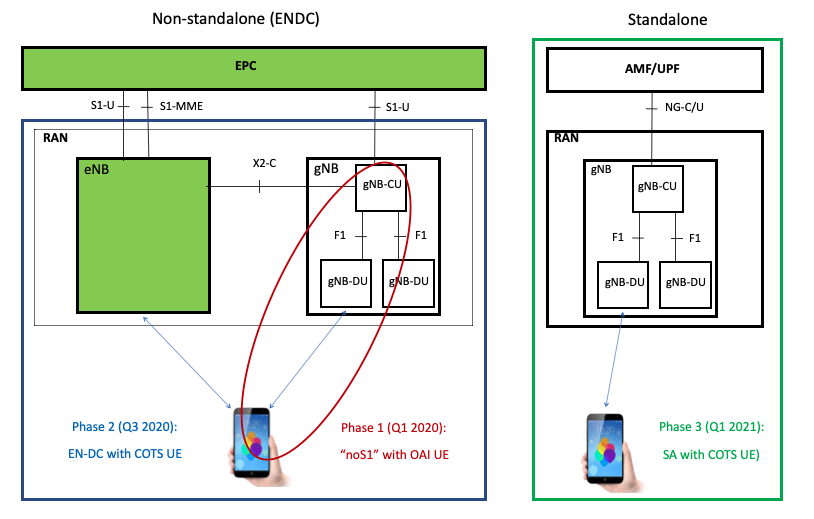 Non-standalone (ENDC)
Standalone
EPC
AMF/UPF
S1-U
S1-MME
S1-U
NG-C/U
RAN
RAN
eNB
X2-C
gNB
gNB-CU
gNB
gNB-CU
F1
F1
F1
F1
gNB-DU
gNB-DU
gNB-DU
gNB-DU
Phase 2 (Q3 2020):
EN-DC with COTS UE
Phase 1 (Q1 2020):
“noS1” with OAI UE
Phase 3 (Q1 2021):
SA with COTS UE)